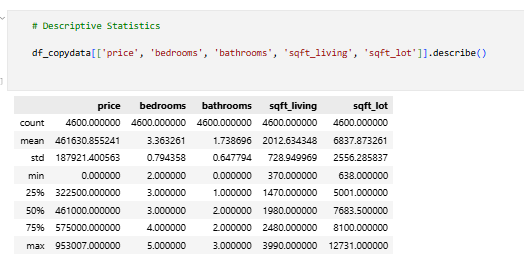 # Descriptive Statistics
df_copydata[['price', 'bedrooms', 'bathrooms', 'sqft_living', 'sqft_lot']].describe()
price bedrooms bathrooms sqft_living sqft_lot
count 4600.000000 4600.000000 4600.000000 4600.000000 4600.000000
mean 461630.855241 3.363261 1.738696 2012.634348 6837.873261
std 187921.400563 0.794358 0.647794 728.949969 2556.285837
min 0.000000 2.000000 0.000000 370.000000 638.000000
25% 322500.000000 3.000000 1.000000 1470.000000 5001.000000
50% 461000.000000 3.000000 2.000000 1980.000000 7683.500000
75% 575000.000000 4.000000 2.000000 2480.000000 8100.000000
max 953007.000000 5.000000 3.000000 3990.000000 12731.000000